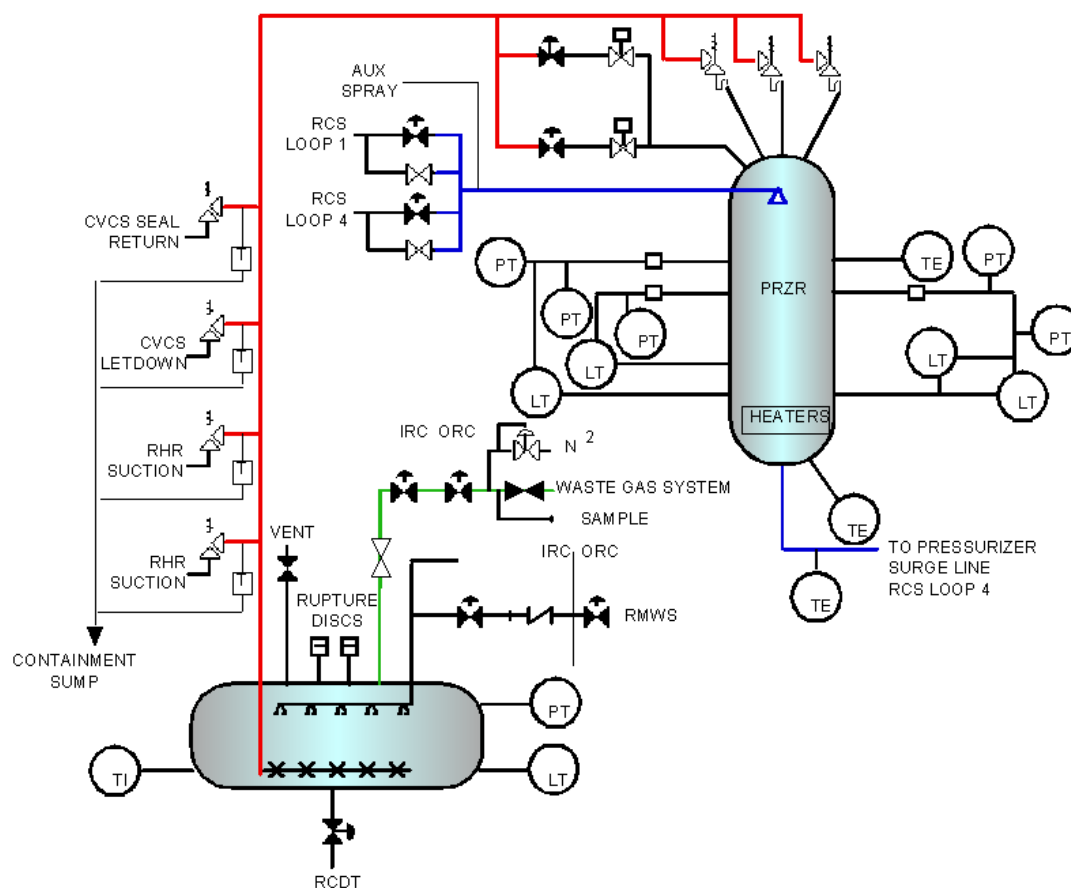 AUX
SPRAY
RCS
LOOP 1
RCS
LOOP 4
CVCS SEAL
RETURN
CVCS
LETDOWN
RHR
SUCTION
RHR
SUCTION
CONTAINMENT
SUMP
PT
PT
PT
LT
LT
PRZR
HEATERS
TE
PT
PT
LT
LT
TE
TE
TO PRESSURIZER
SURGE LINE
RCS LOOP 4
IRC ORC
N 2
WASTE GAS SYSTEM
SAMPLE
VENT
RUPTURE
DISCS
IRC ORC
RMWS
PT
LT
TI
RCDT